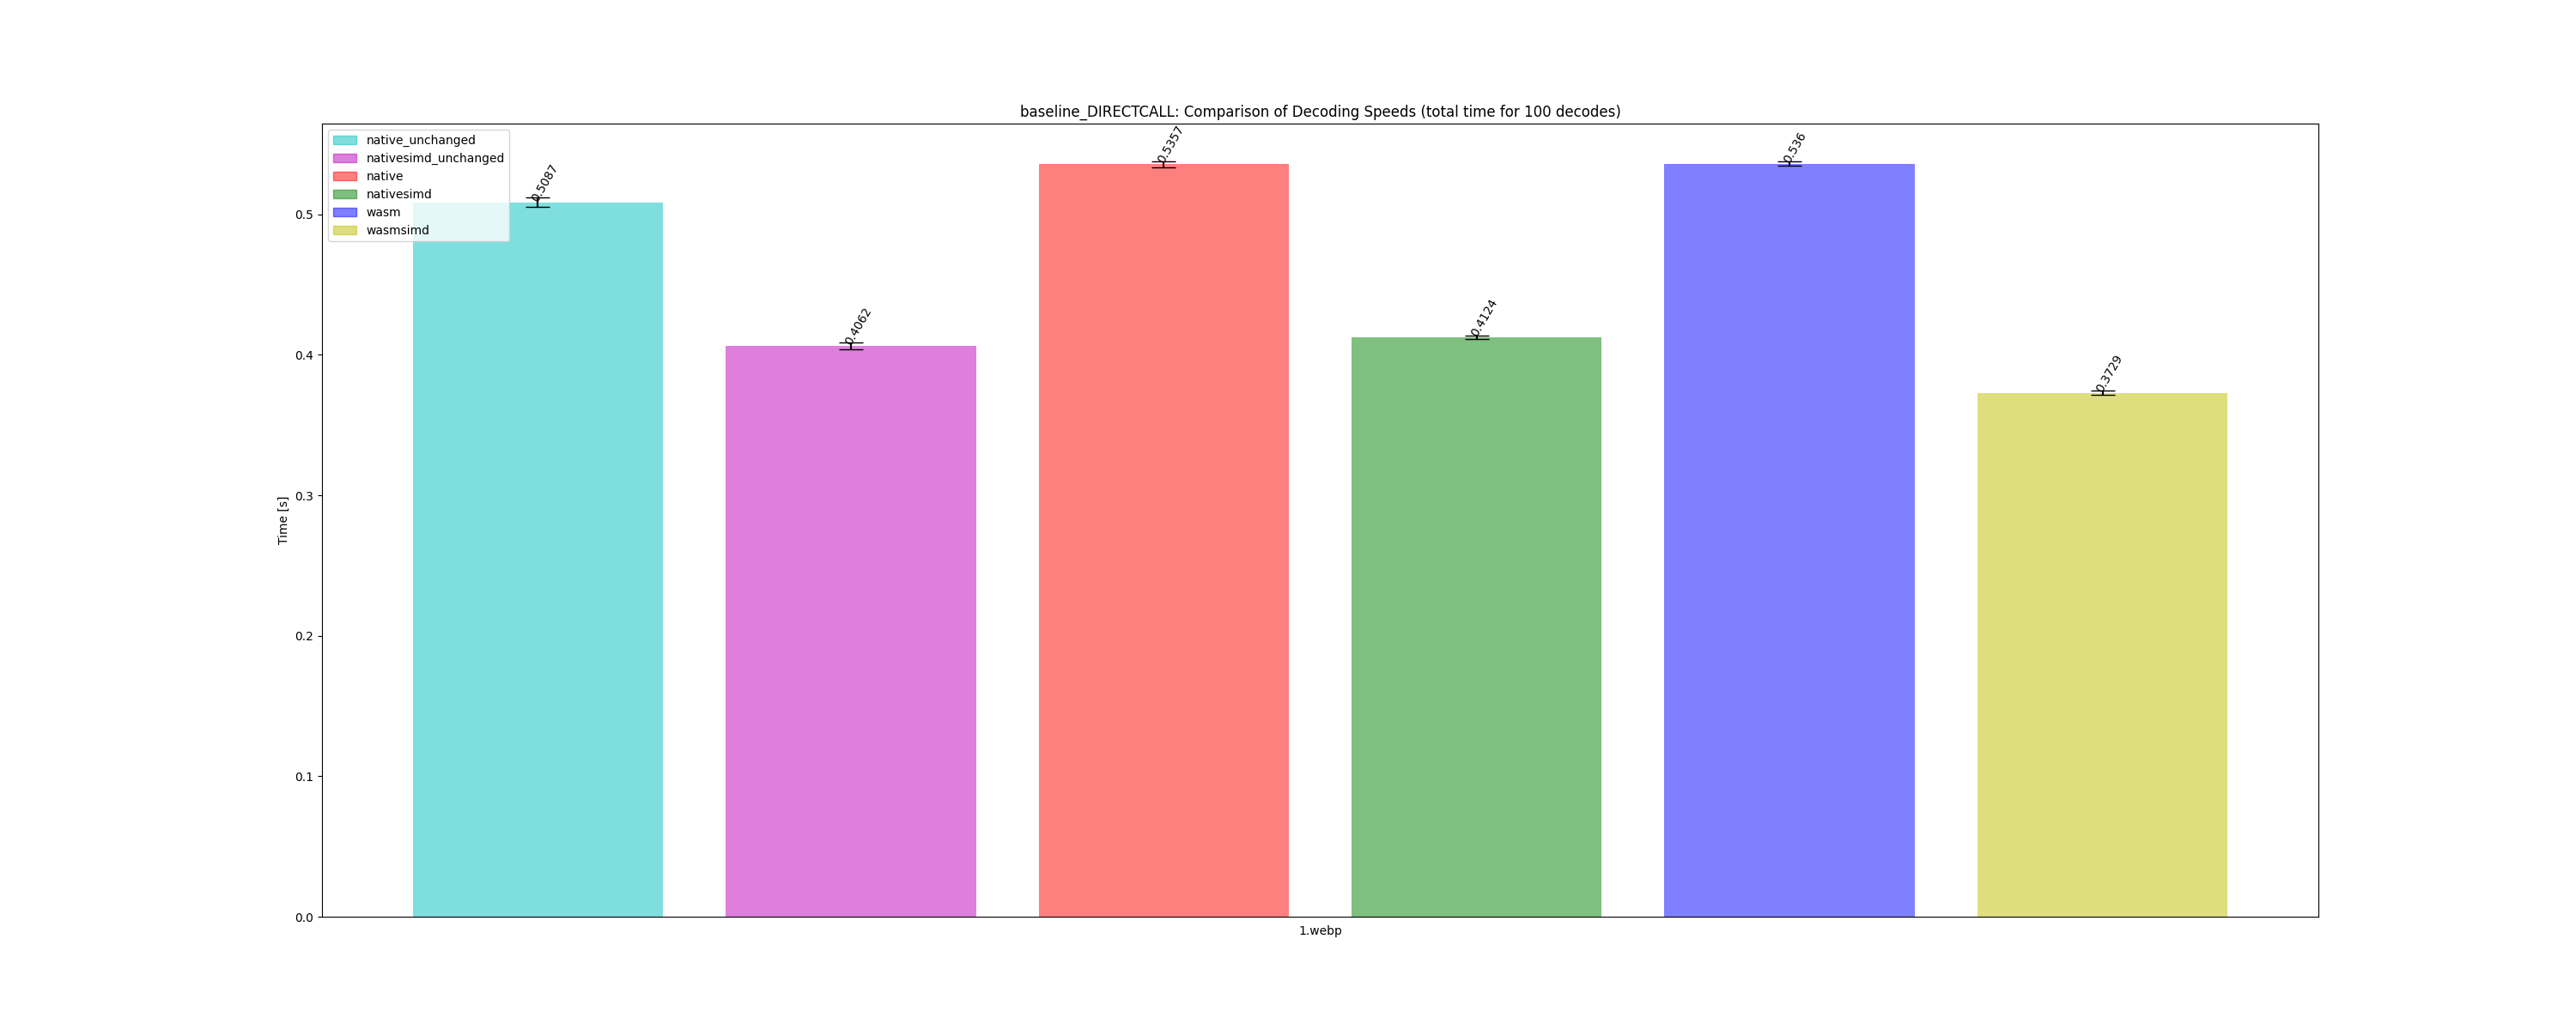 baseline_DIRECTCALL: Comparison of Decoding Speeds (total time for 100 decodes)
native_unchanged
nativesimd_unchanged
native
nativesimd
wasm
wasmsimd
0.5087
0.4062
0.5357
0.4124
0.536
0.3729
0.5
0.4
0.3
0.2
0.1
0.0
Time [s]
1.webp